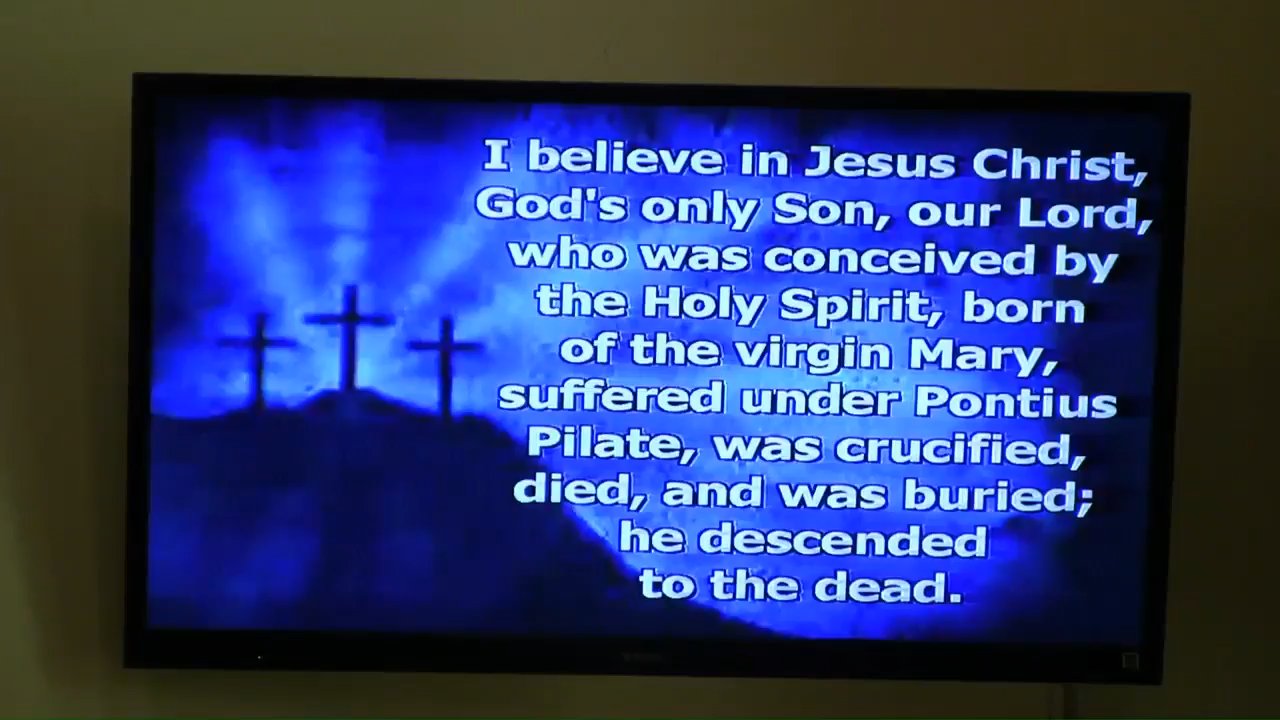 I believe in Jesus Christ,
God's only Son, our Lord,
who was conceived by
the Holy Spirit, born
of the virgin Mary,
suffered under Pontius
Pilate, was crucified,
died, and was buried;
he descended
to the dead.